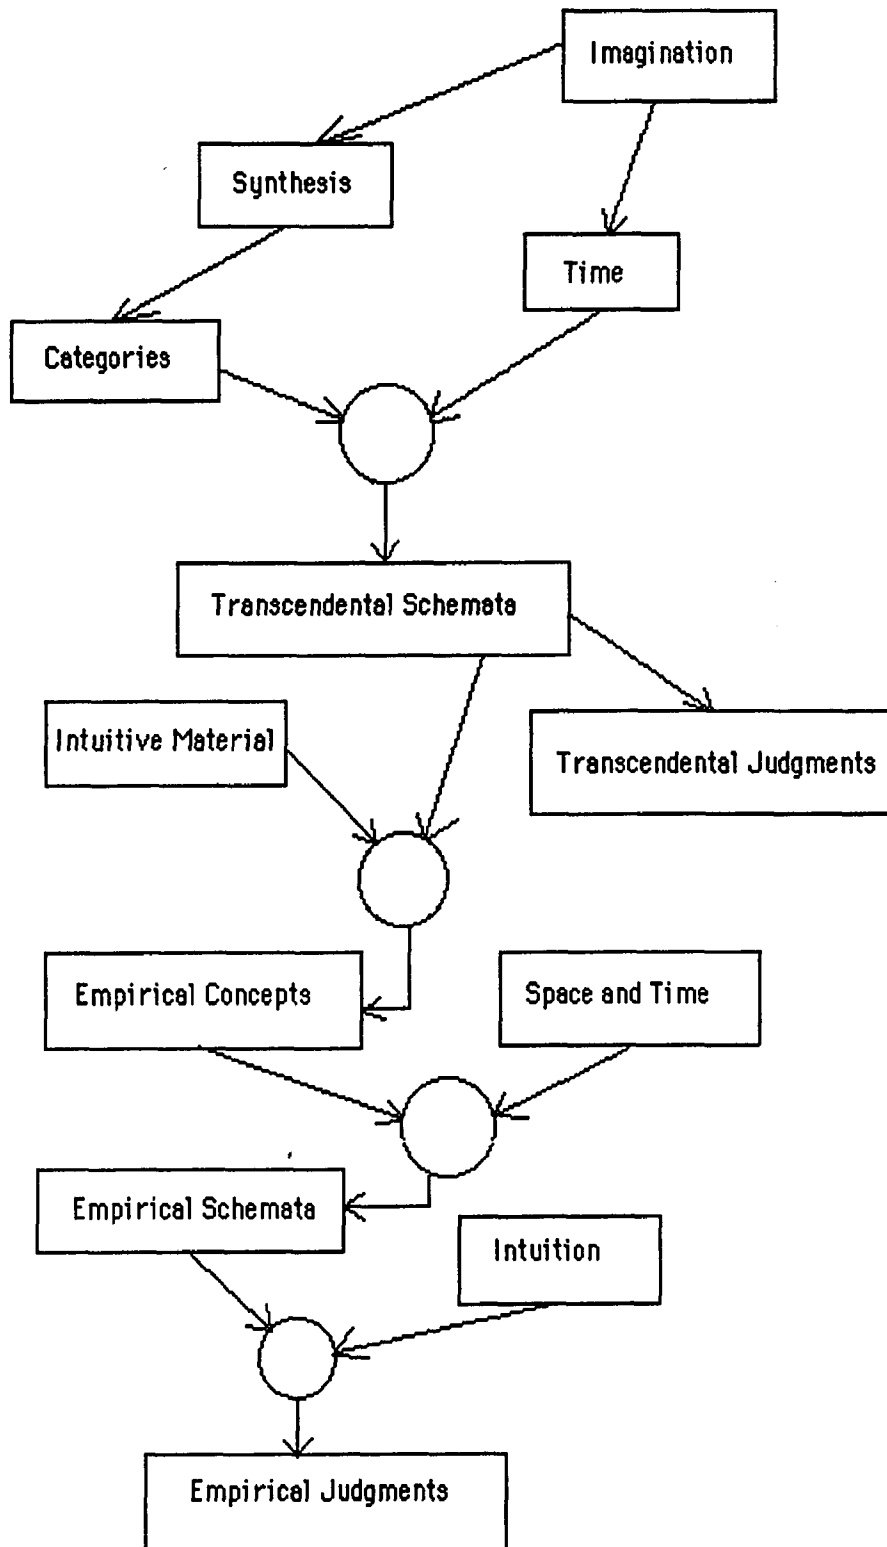 Imagination
Synthesis
Time
Categories
Transcendental Schemata
Intuitive Material
Transcendental Judgments
Empirical Concepts
Space and Time
Empirical Schemata
Intuition
Empirical Judgments